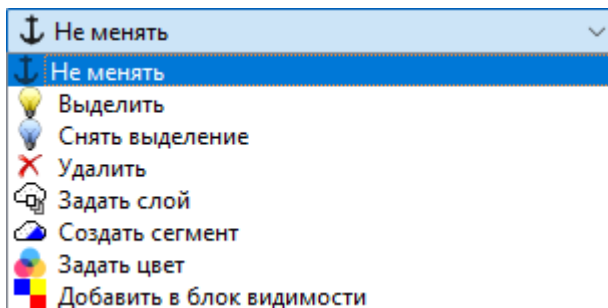 Не менять
Не менять
Выделить
Снять выделение
Удалить
Задать слой
Создать сегмент
Задать цвет
Добавить в блок видимости